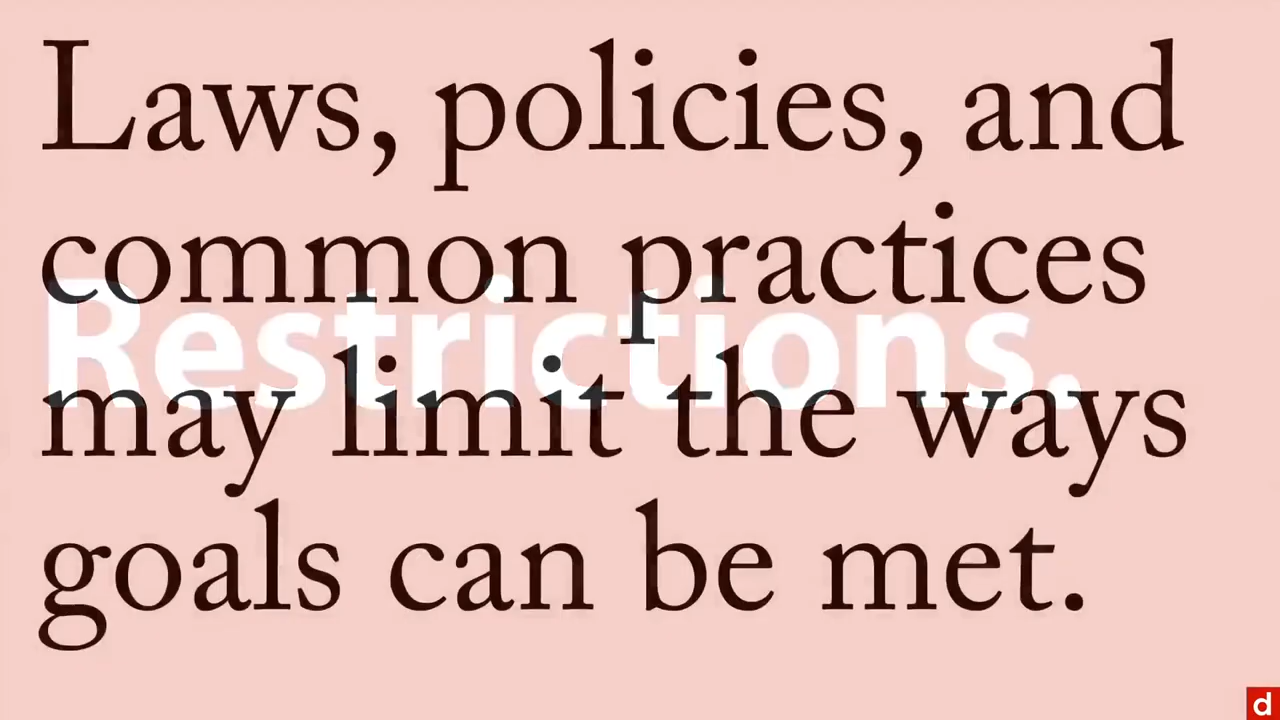 Laws, policies, and
common practices
Restrictions.
may limit the ways
goals can be met.
d